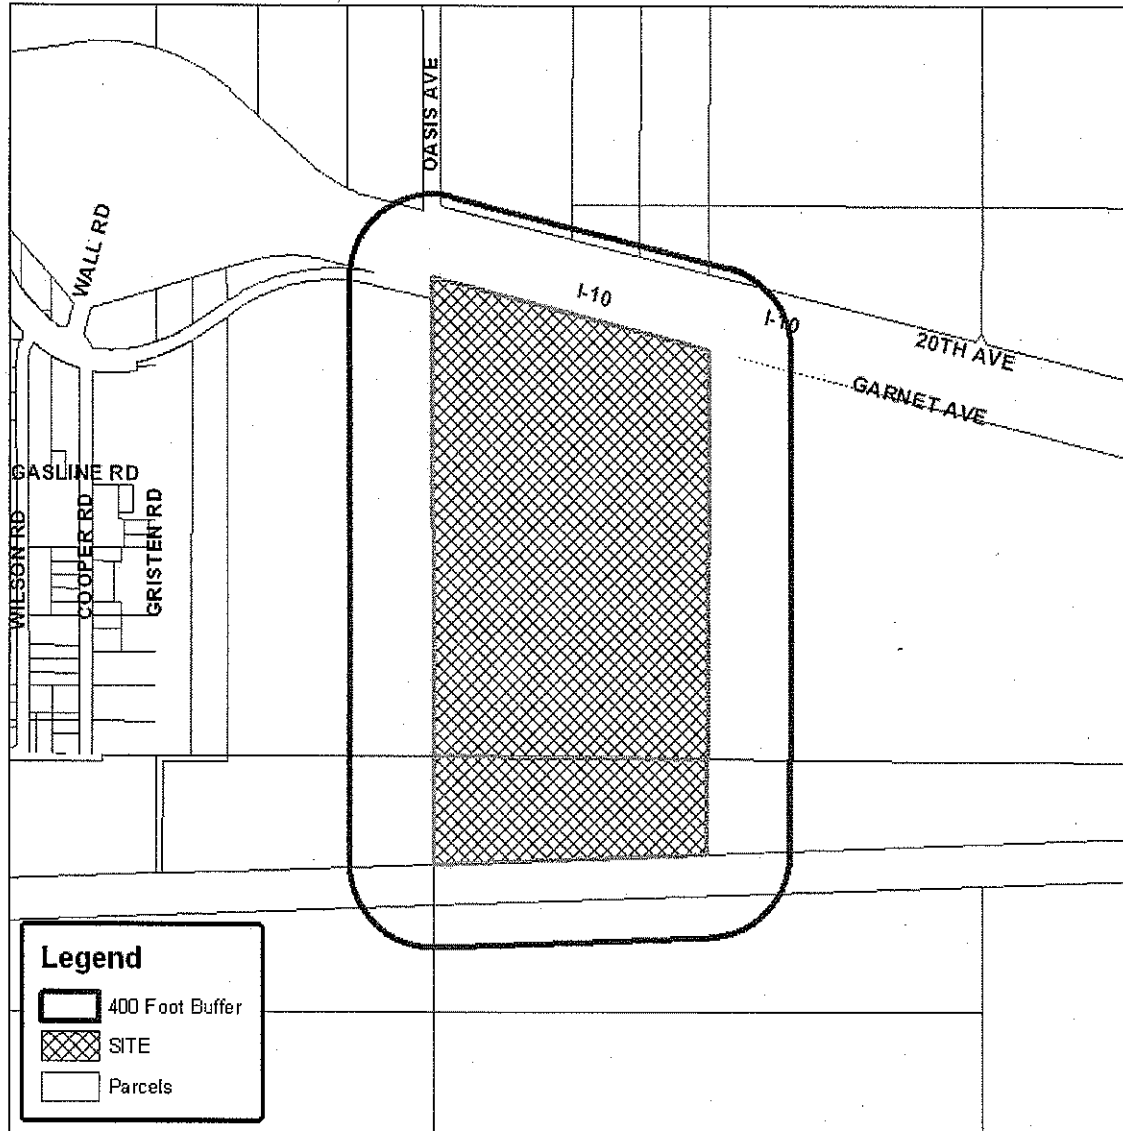 OASIS AVE
WALL RD
I-10
I-10
20TH AVE
GARNET AVE
GASLINE RD
WILSON RD
COOPER RD
GRISTEN RD
Legend
400 Foot Buffer
SITE
Parcels